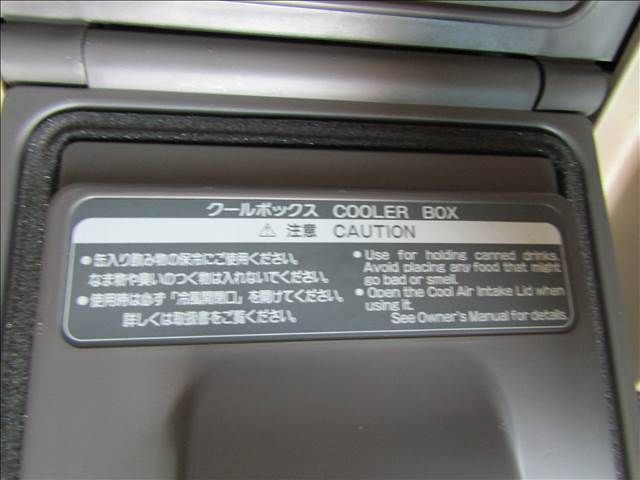 クールボックス COOLER BOX
⚠ 注意 CAUTION
●缶入り飲み物の保冷にご使用ください。
なま物や臭いのつく物は入れないでください。
●使用時は必ず「冷風開閉口」を開けてください。
詳しくは取扱書をご覧ください。
● Use for holding canned drinks.
Avoid placing any food that might
go bad or smell.
● Open the Cool Air Intake Lid when
using it.
See Owner's Manual for details.